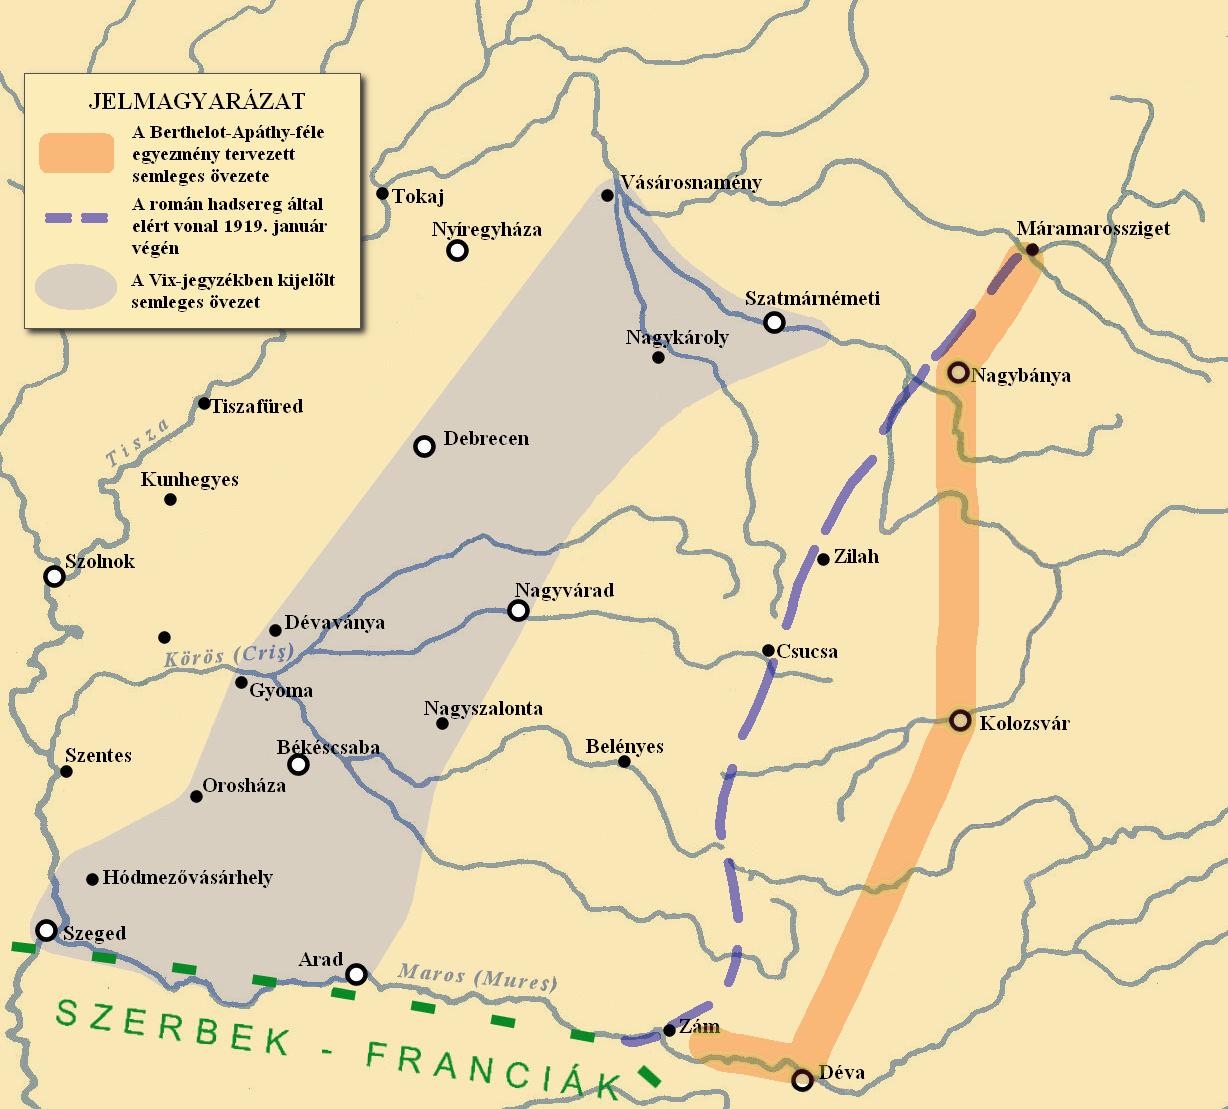 JELMAGYARÁZAT
A Berthelot-Apáthy-féle
egyezmény tervezett
semleges övezete
A román hadsereg által
elért vonal 1919. január
végén
A Vix-jegyzékben kijelölt
semleges övezet
Vásárosnamény
Tokaj
Nyíregyháza
Máramarossziget
Szatmárnémeti
Nagykároly
Nagybánya
Tiszafüred
Tisza
Debrecen
Kunhegyes
Szolnok
Zilah
Nagyvárad
Dévaványa
Körös (Criş)
Csucsa
Gyoma
Nagyszalonta
Kolozsvár
Békéscsaba
Belényes
Szentes
Orosháza
Hódmezővásárhely
Szeged
Arad
Maros (Mureş)
Zám
SZERBEK - FRANCIÁK
Déva